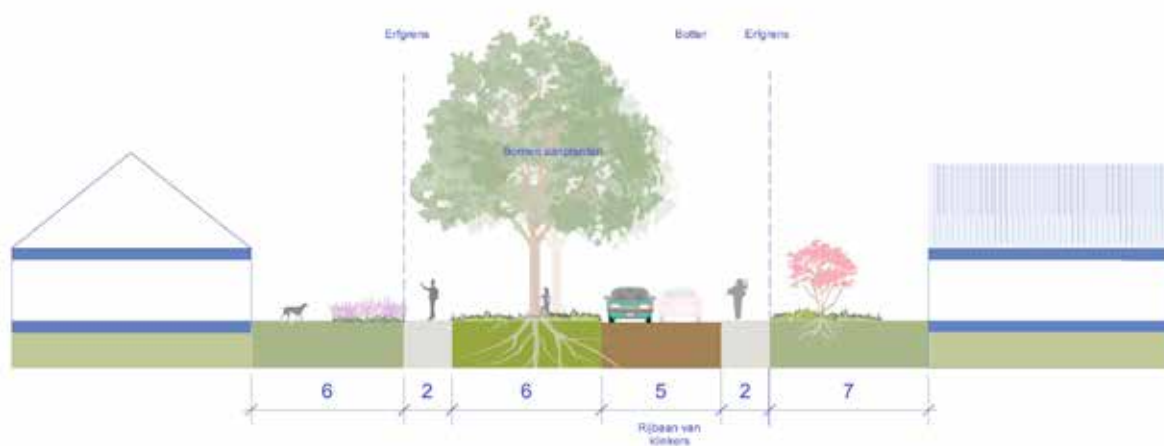 Erfgrens Botter Erfgrens
Bomen aanplanten
6 2 6 5 2 7
Rijbaan van
klinkers